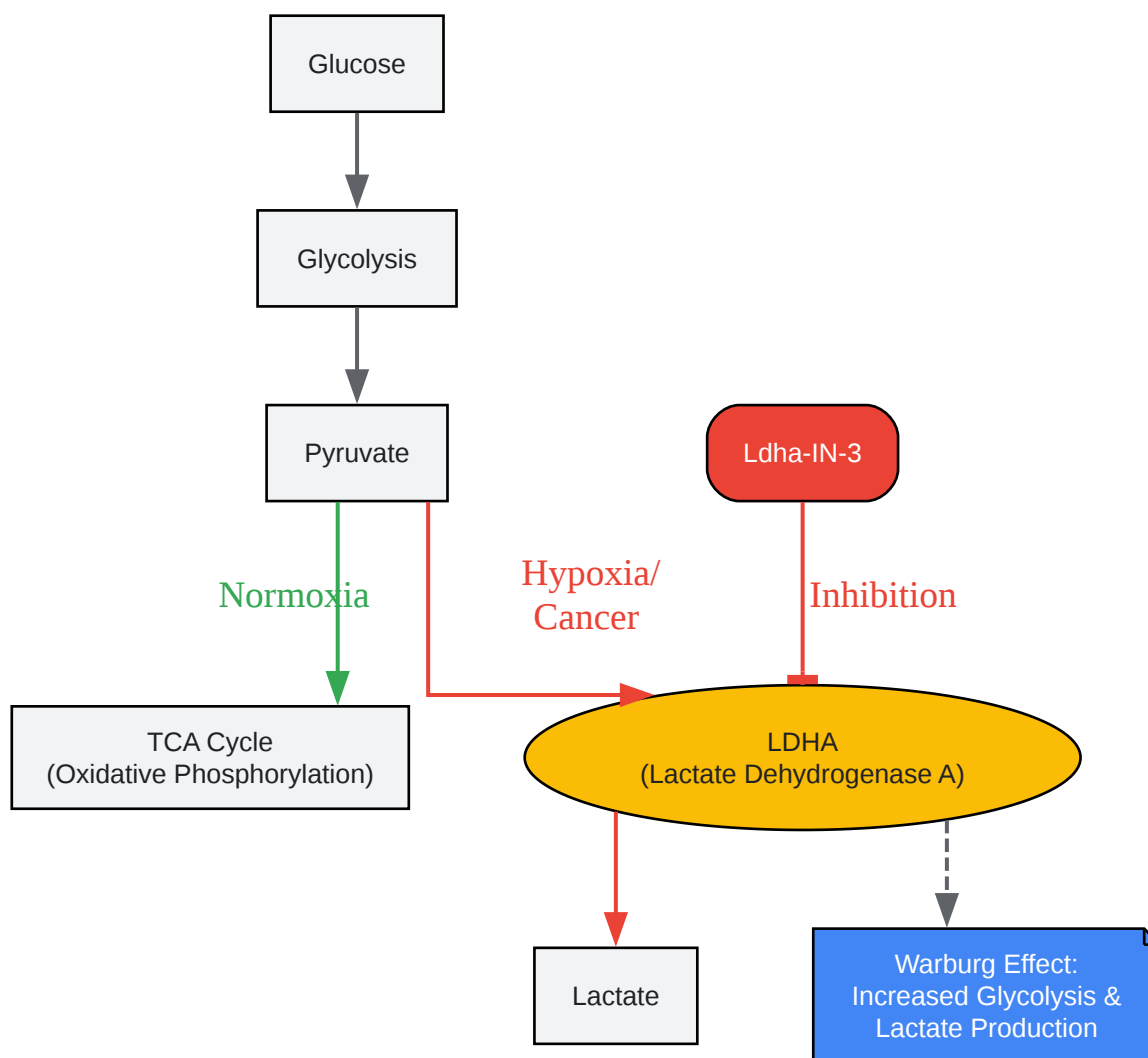 Glucose
Glycolysis
Pyruvate
Ldha-IN-3
Normoxia
Hypoxia/
Cancer
Inhibition
TCA Cycle
(Oxidative Phosphorylation)
LDHA
(Lactate Dehydrogenase A)
Lactate
Warburg Effect:
Increased Glycolysis &
Lactate Production